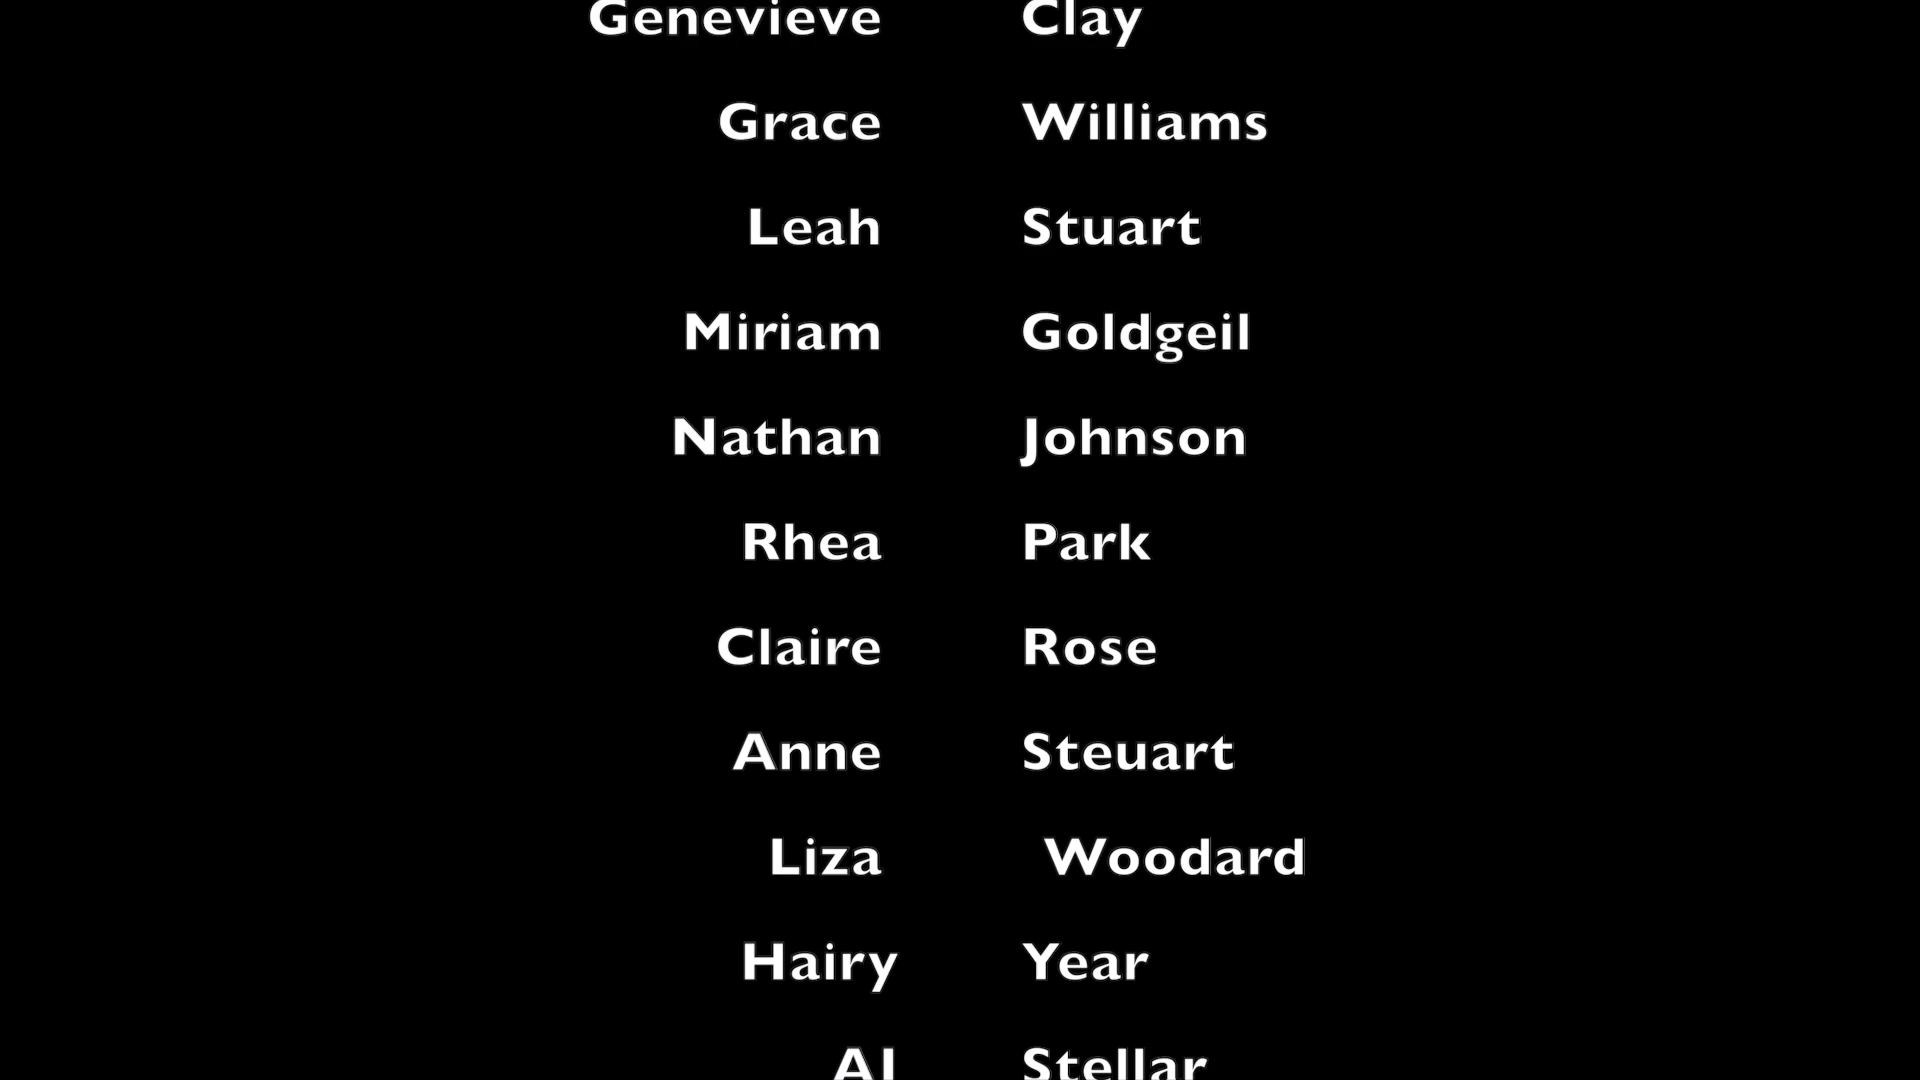 Genevieve Clay
Grace Williams
Leah Stuart
Miriam Goldgeil
Nathan Johnson
Rhea Park
Claire Rose
Anne Steuart
Liza Woodard
Hairy Year
Al Stellar